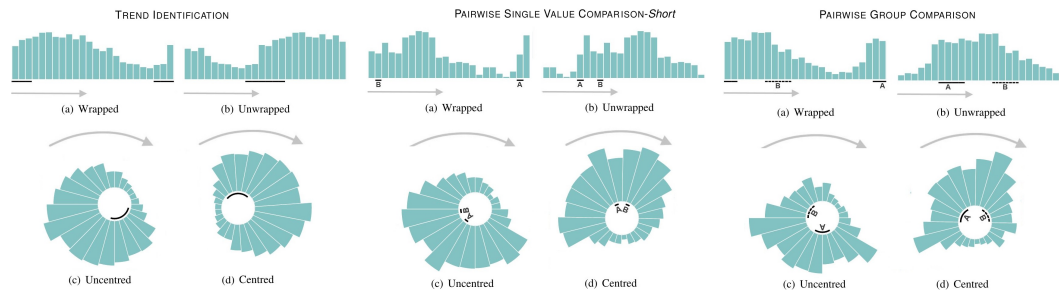 TREND IDENTIFICATION
(a) Wrapped
(b) Unwrapped
(c) Uncentred
(d) Centred
PAIRWISE SINGLE VALUE COMPARISON-Short
B
A
(a) Wrapped
A
B
(b) Unwrapped
B
A
(c) Uncentred
A
B
(d) Centred
PAIRWISE GROUP COMPARISON
B
A
(a) Wrapped
A
B
(b) Unwrapped
B
A
(c) Uncentred
A
B
(d) Centred